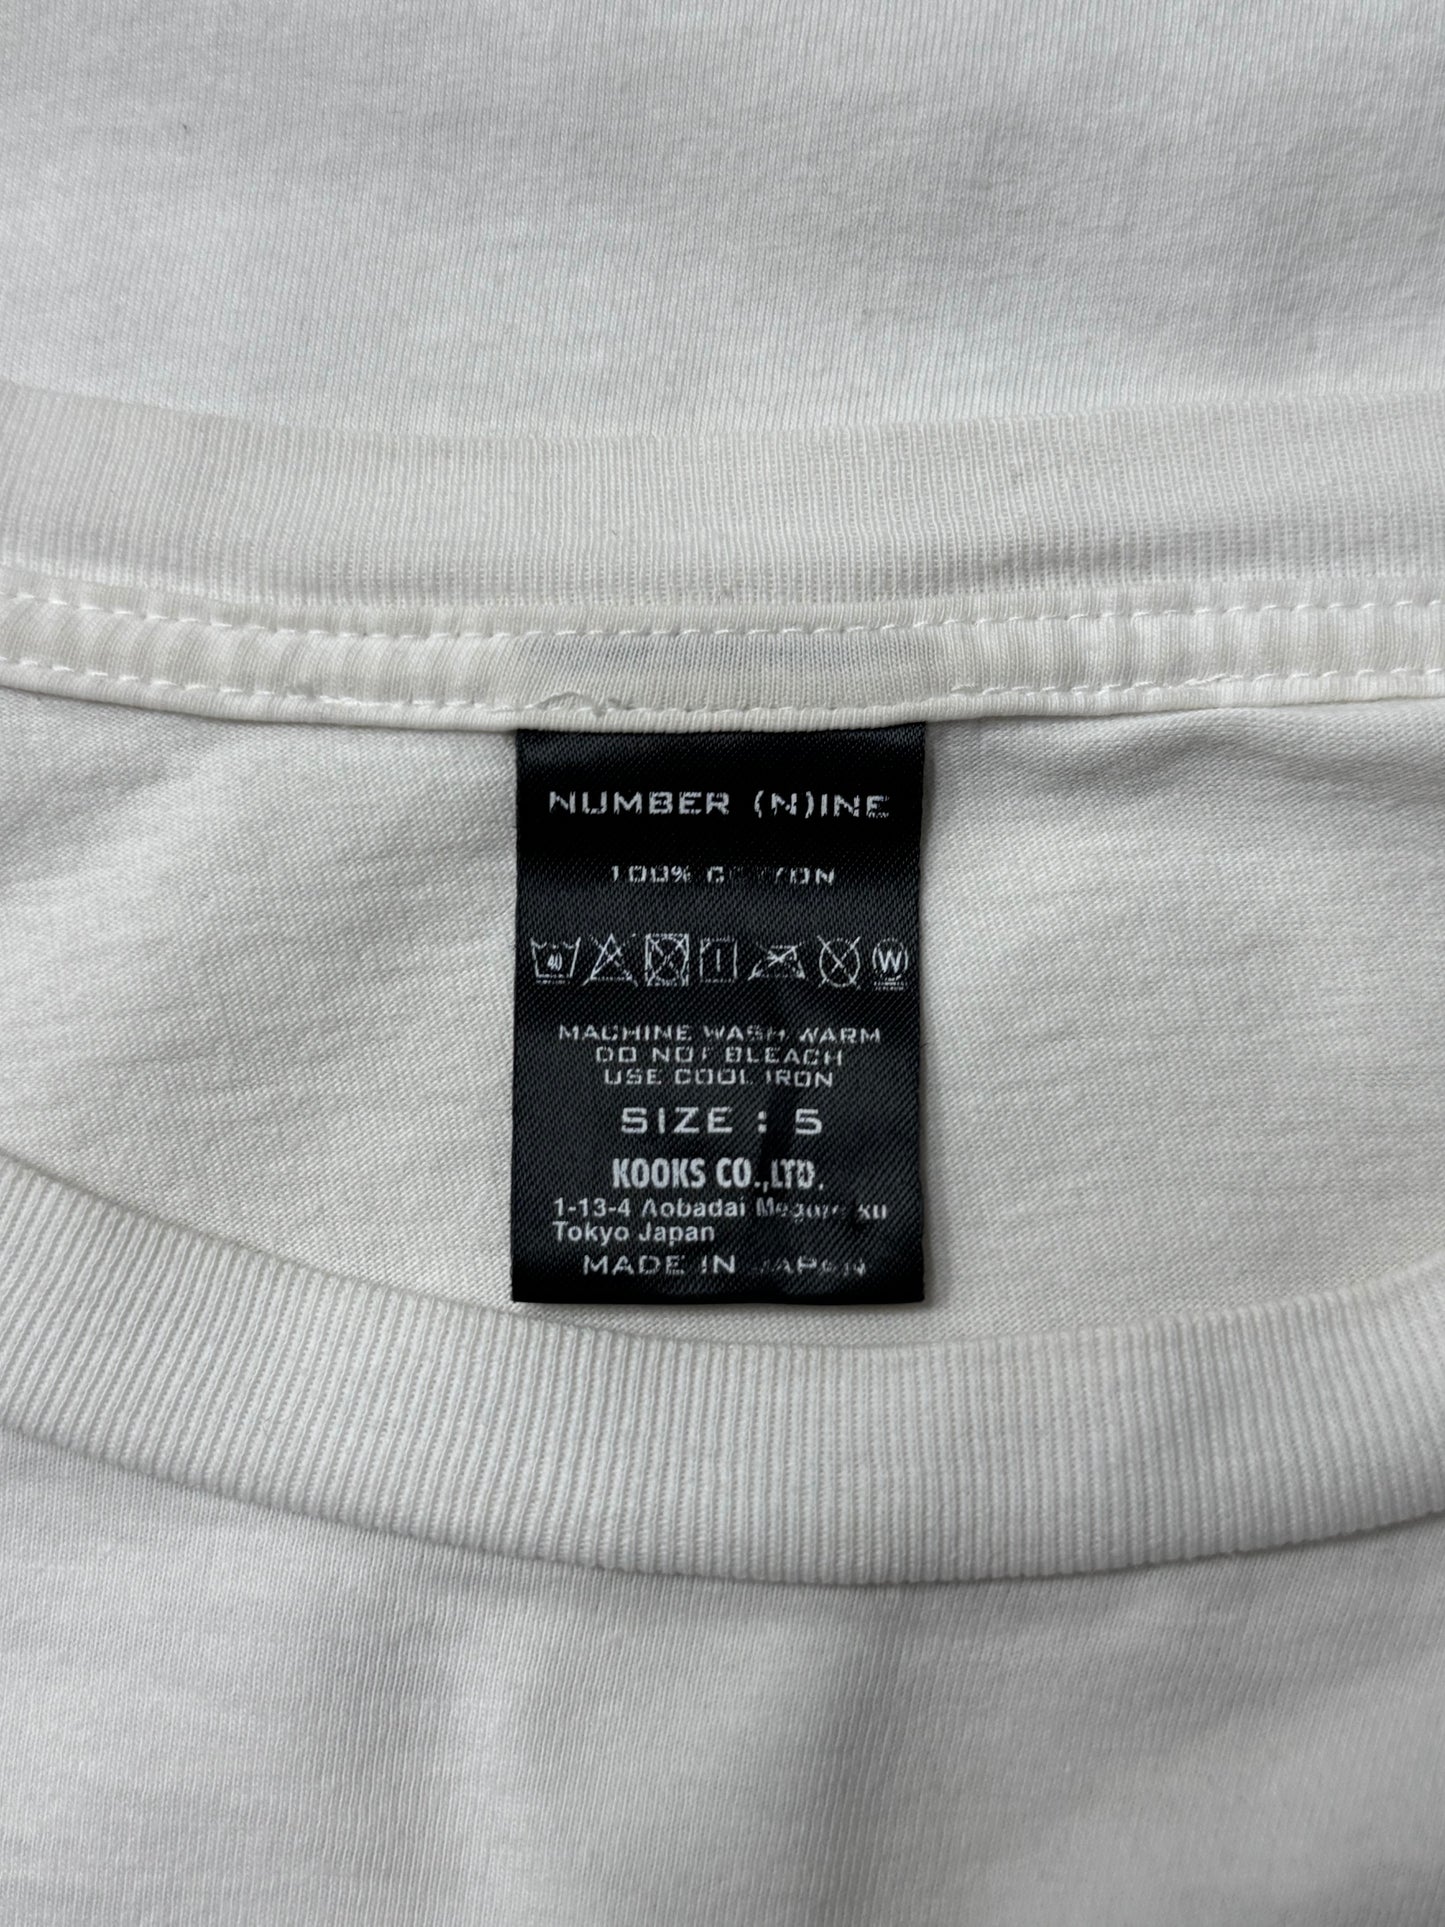 NUMBER (N)INE
100% COTTON
40
W
MACHINE WASH WARM
DO NOT BLEACH
USE COOL IRON
SIZE : 5
KOOKS CO.,LTD.
1-13-4 Aobadai Meguro-ku
Tokyo Japan
MADE IN JAPAN